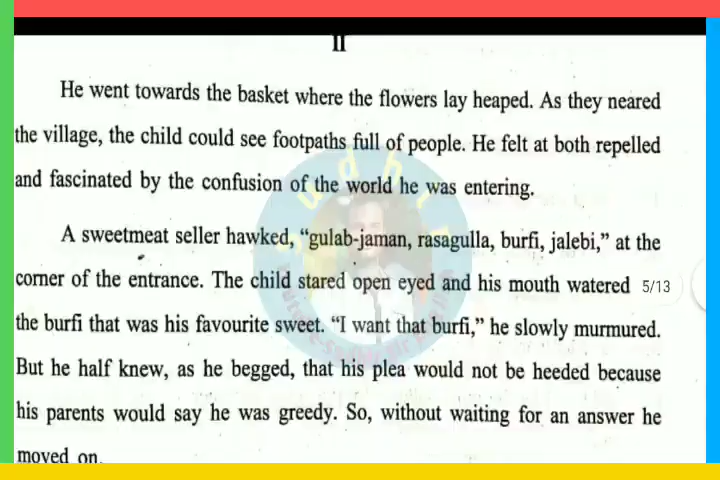 II
He went towards the basket where the flowers lay heaped. As they neared
the village, the child could see footpaths full of people. He felt at both repelled
and fascinated by the confusion of the world he was entering.
A sweetmeat seller hawked, “gulab-jaman, rasagulla, burfi, jalebi,” at the
corner of the entrance. The child stared open eyed and his mouth watered 5/13
the burfi that was his favourite sweet. “I want that burfi,” he slowly murmured.
But he half knew, as he begged, that his plea would not be heeded because
his parents would say he was greedy. So, without waiting for an answer he
moved on.